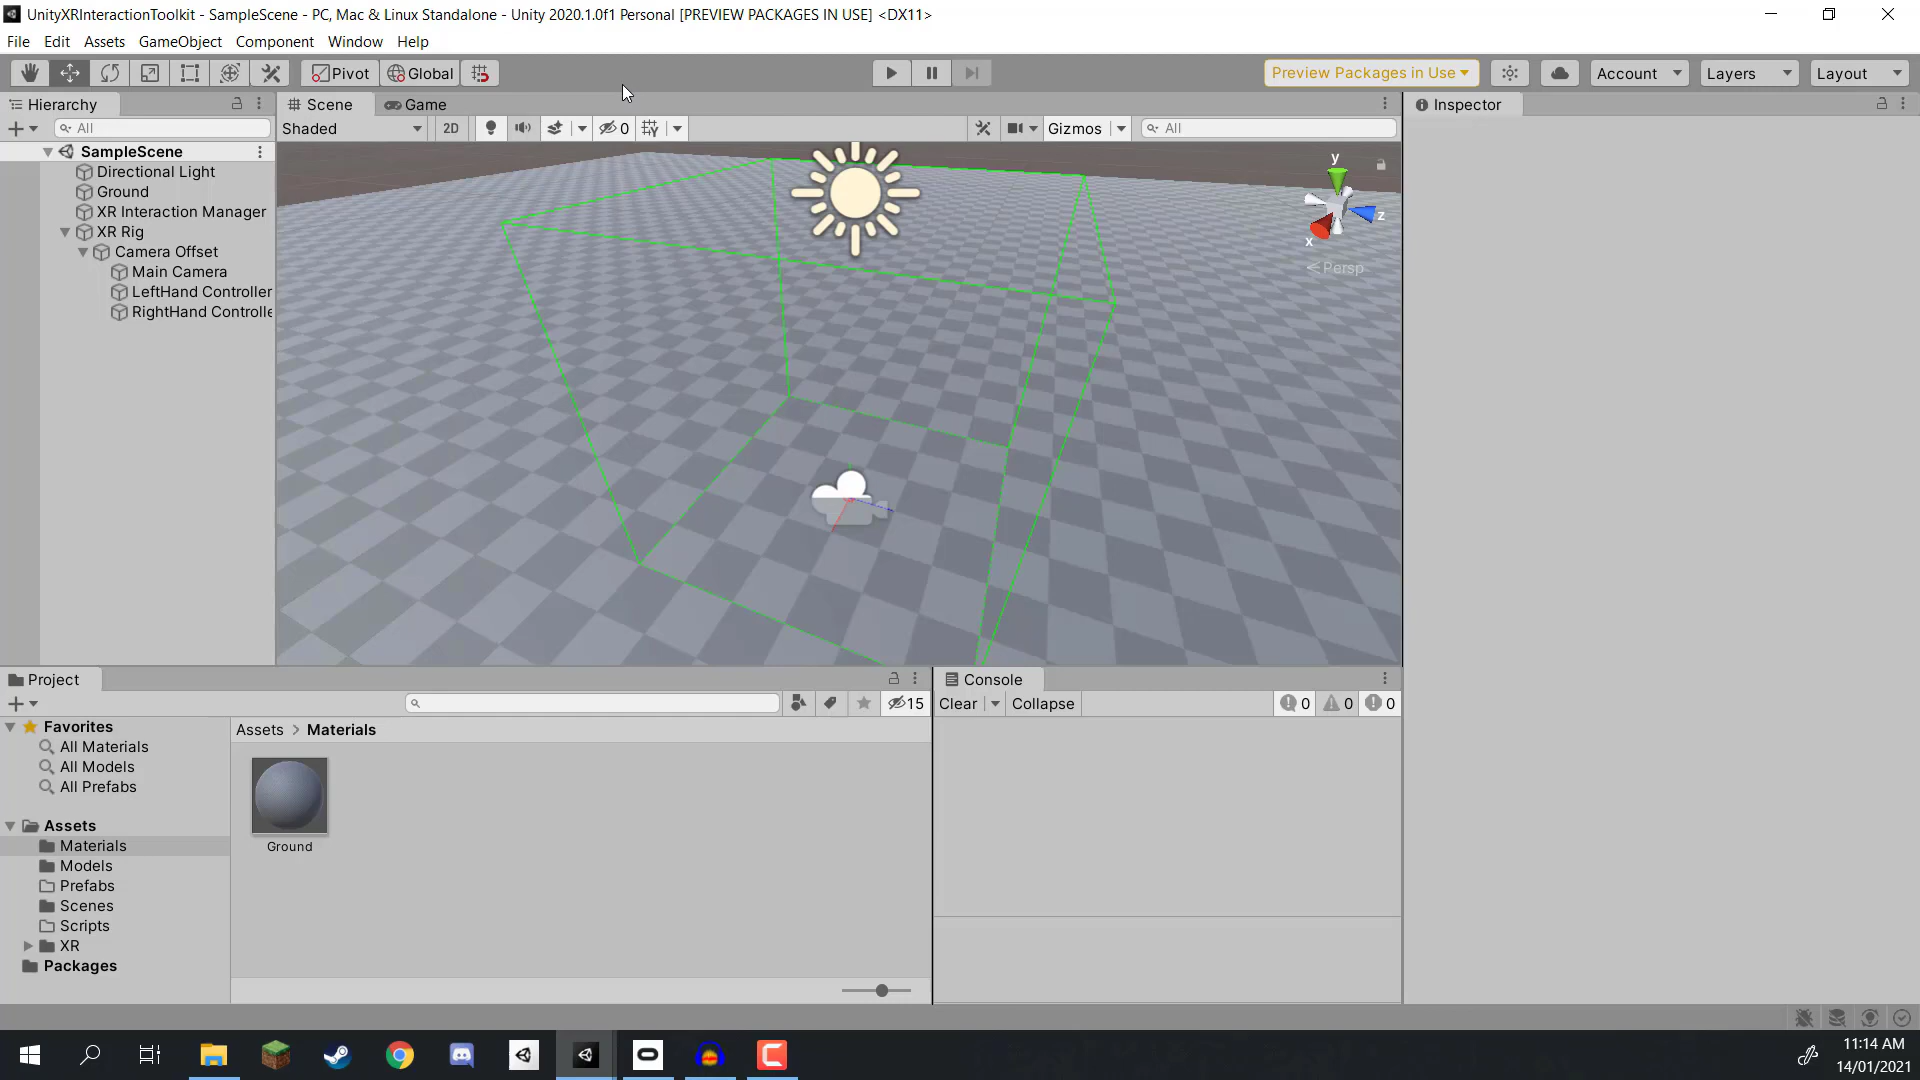 UnityXRInteractionToolkit - SampleScene - PC, Mac & Linux Standalone - Unity 2020.1.0f1 Personal [PREVIEW PACKAGES IN USE] <DX11>
File Edit Assets GameObject Component Window Help
Pivot Global Preview Packages in Use Account Layers Layout
Hierarchy Scene Game Inspector
All Shaded 2D 0 Gizmos All
SampleScene
Directional Light
Ground
XR Interaction Manager
XR Rig
Camera Offset
Main Camera
LeftHand Controller
RightHand Controlle
y
z
x
Persp
Project Console
15 Clear Collapse 0 0 0
Favorites
All Materials
All Models
All Prefabs
Assets
Materials
Models
Prefabs
Scenes
Scripts
XR
Packages
Assets > Materials
Ground
11:14 AM
14/01/2021